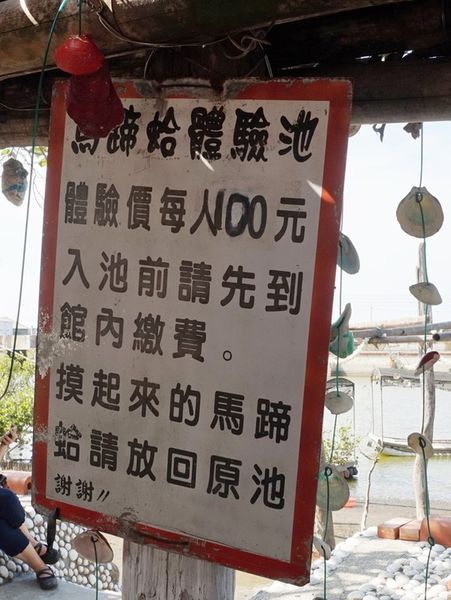 馬蹄蛤體驗池
體驗價每人100元
入池前請先到
館內繳費。
摸起來的馬蹄
蛤請放回原池
謝謝!!